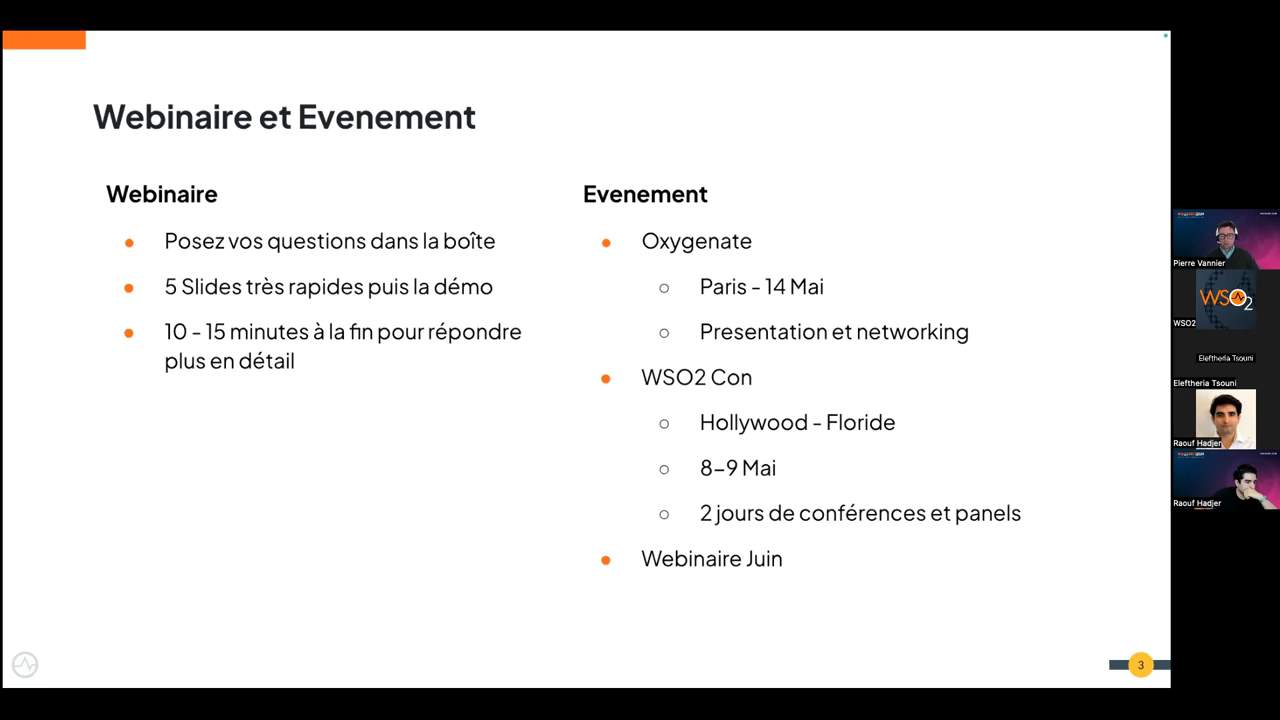 Webinaire et Evenement
Webinaire
Posez vos questions dans la boîte
5 Slides très rapides puis la démo
10 - 15 minutes à la fin pour répondre
plus en détail
Evenement
Oxygenate
Paris - 14 Mai
Presentation et networking
WSO2 Con
Hollywood - Floride
8–9 Mai
2 jours de conférences et panels
Webinaire Juin
3
Pierre Vannier
WSO2
WSO2
Eleftheria Tsouni
Eleftheria Tsouni
Raouf Hadjer
Raouf Hadjer